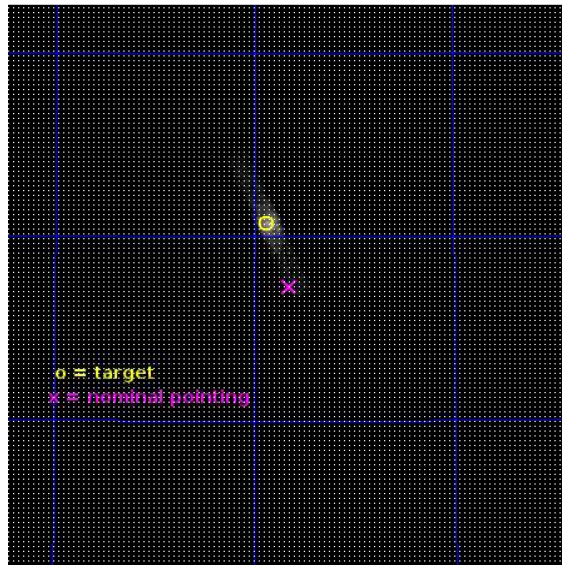 o = target
x = nominal pointing